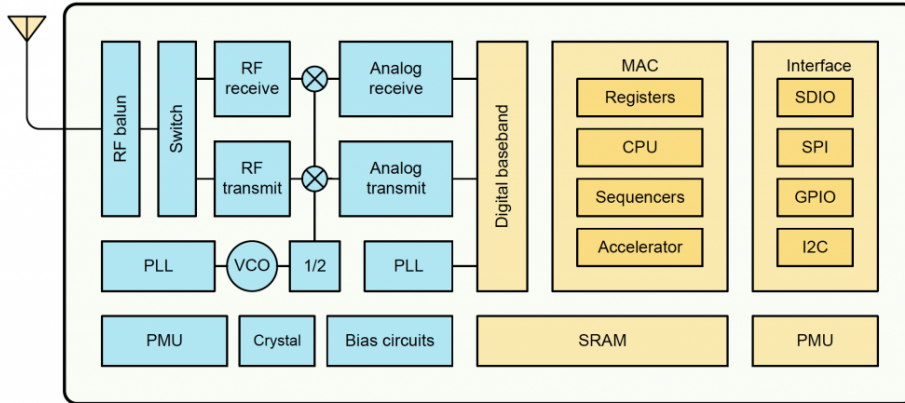 RF balun
Switch
RF
receive
RF
transmit
Analog
receive
Analog
transmit
PLL
VCO
1/2
PLL
Digital baseband
MAC
Registers
CPU
Sequencers
Accelerator
Interface
SDIO
SPI
GPIO
I2C
PMU
Crystal
Bias circuits
SRAM
PMU